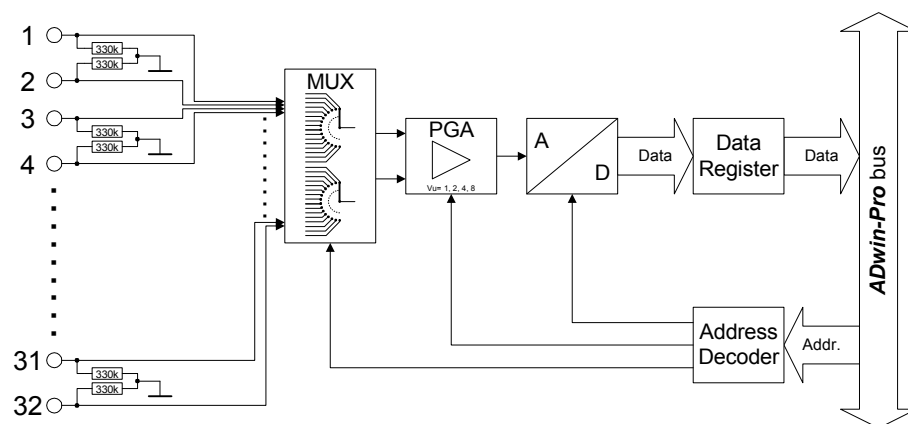 1
330k
330k
2
3
330k
330k
4
31
330k
330k
32
MUX
PGA
Vu= 1, 2, 4, 8
A
D
Data
Data
Register
Data
Address
Decoder
Addr.
ADwin-Pro bus